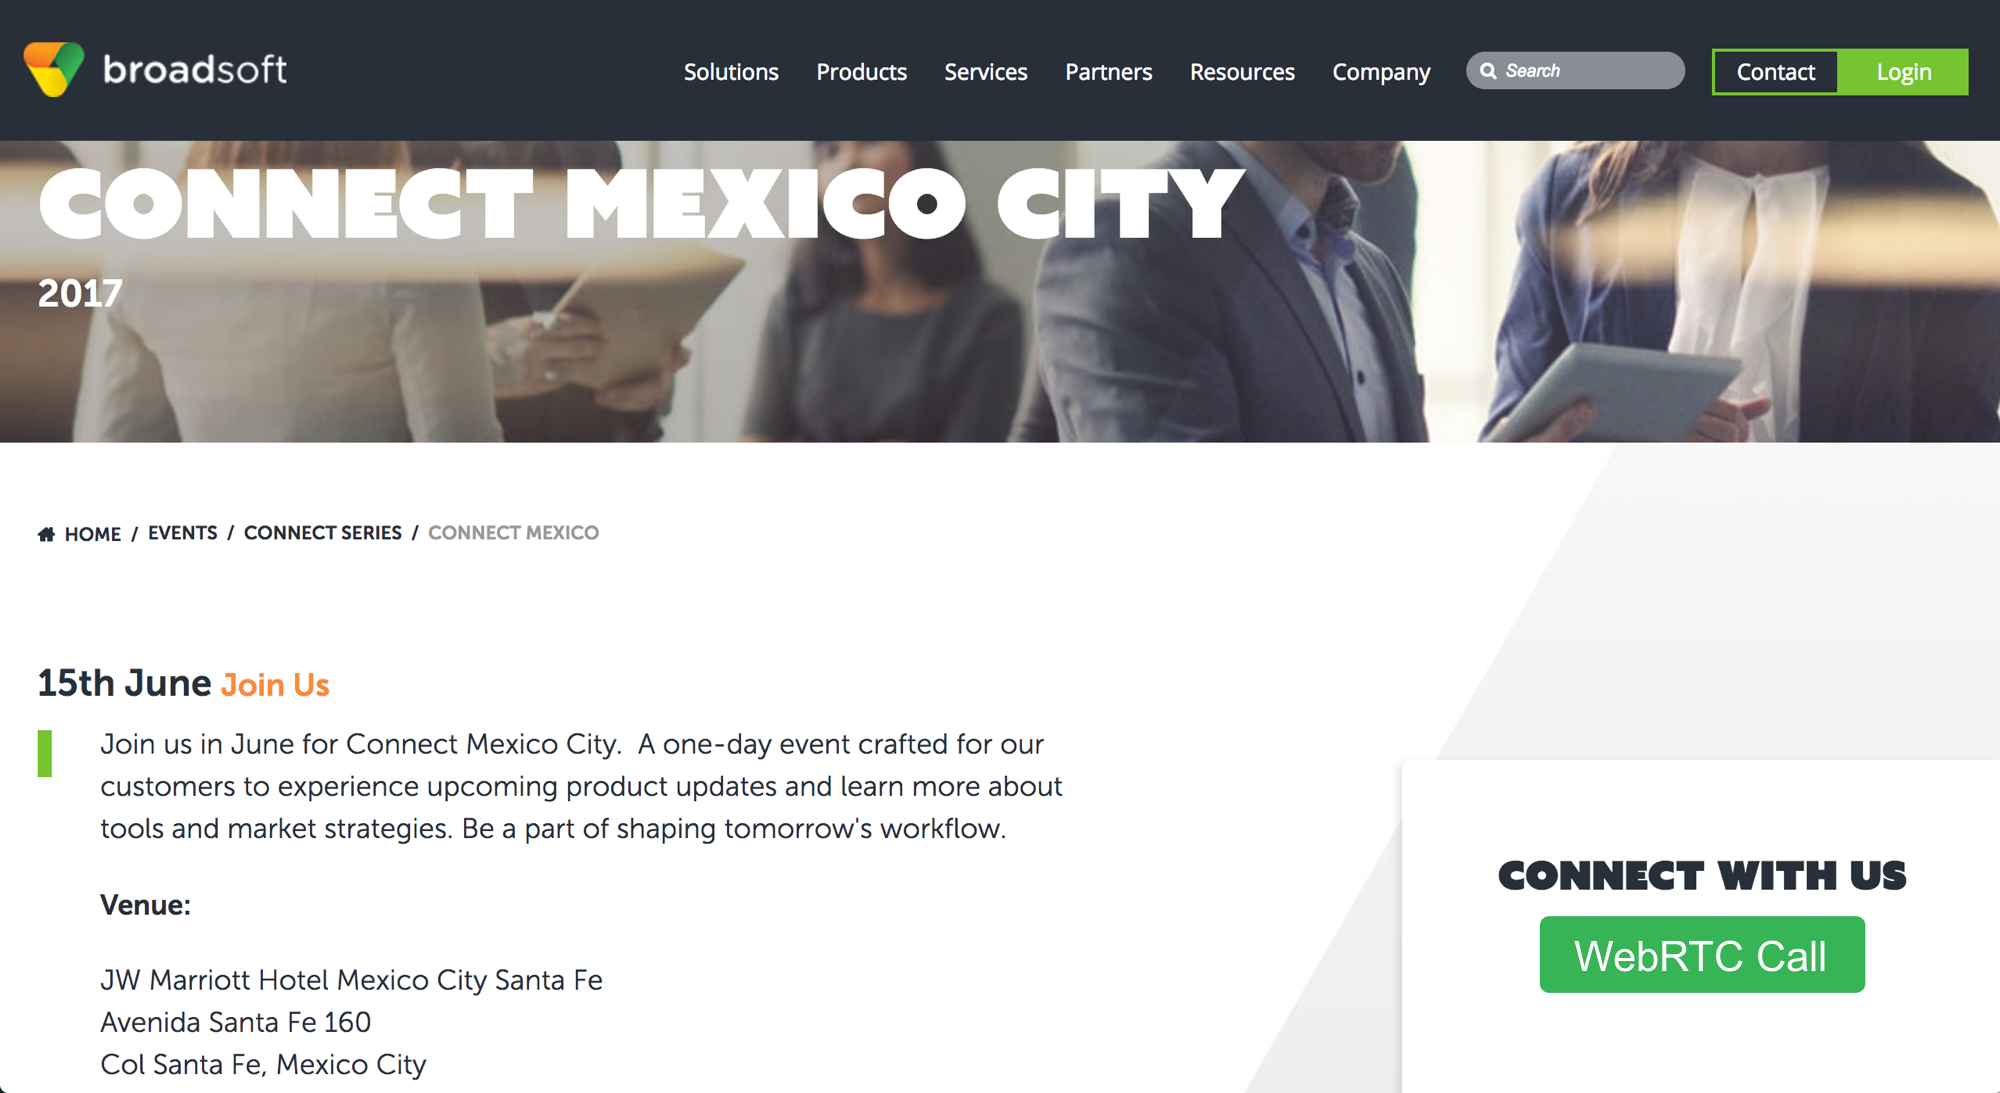 broadsoft
Solutions Products Services Partners Resources Company Search Contact Login
CONNECT MEXICO CITY
2017
HOME / EVENTS / CONNECT SERIES / CONNECT MEXICO
15th June Join Us
Join us in June for Connect Mexico City.  A one-day event crafted for our
customers to experience upcoming product updates and learn more about
tools and market strategies. Be a part of shaping tomorrow's workflow.
Venue:
JW Marriott Hotel Mexico City Santa Fe
Avenida Santa Fe 160
Col Santa Fe, Mexico City
CONNECT WITH US
WebRTC Call